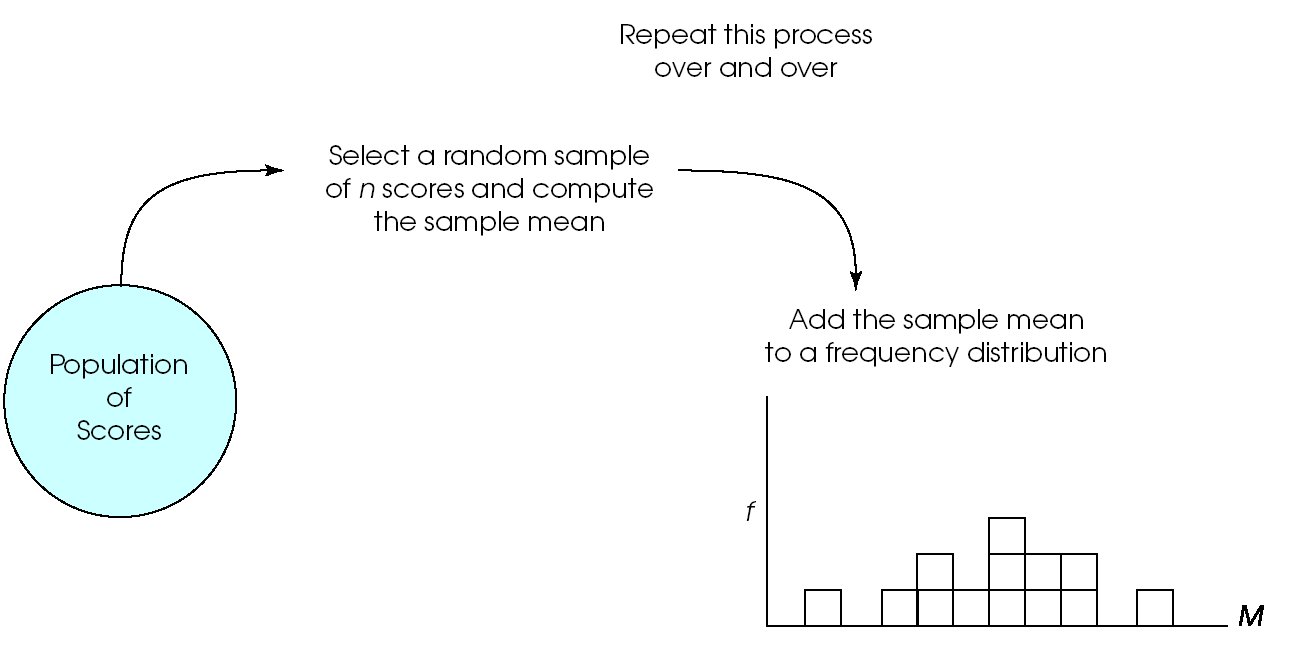 Repeat this process
over and over
Select a random sample
of n scores and compute
the sample mean
Population
of
Scores
Add the sample mean
to a frequency distribution
f
M